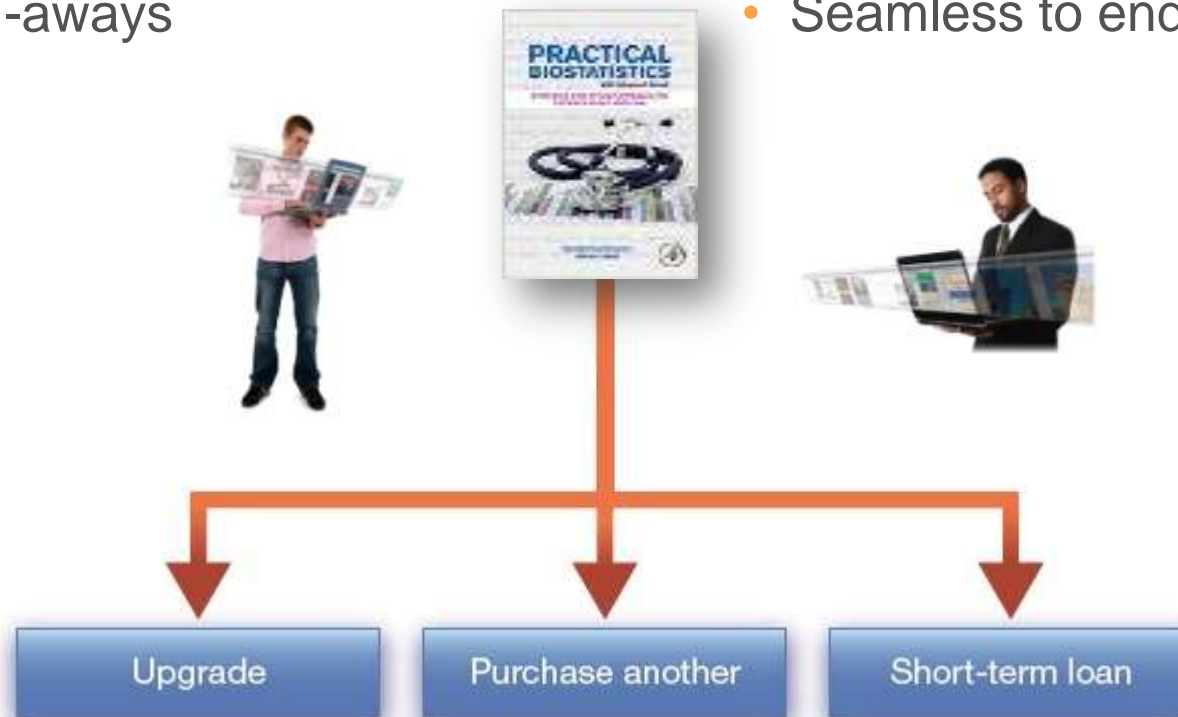 -aways
• Seamless to end
PRACTICAL
BIOSTATISTICS
Upgrade
Purchase another
Short-term loan